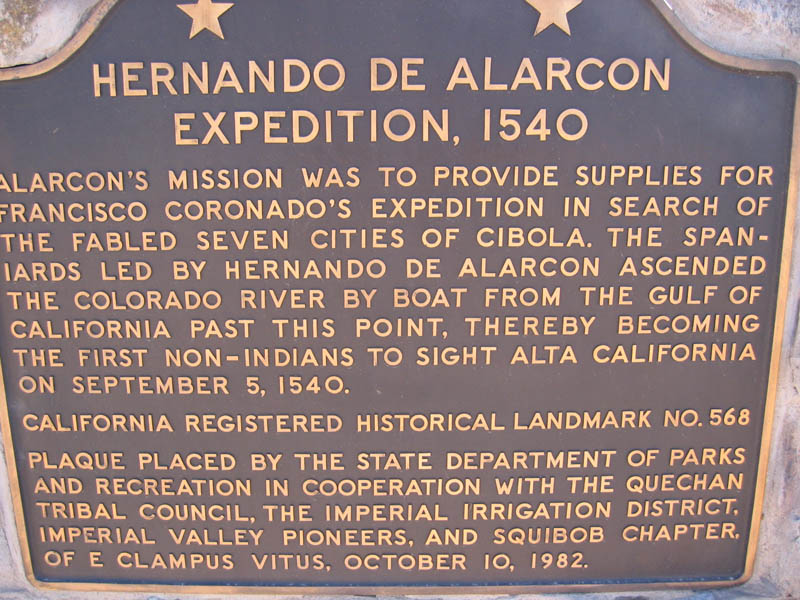 HERNANDO DE ALARCON
EXPEDITION, 1540
ALARCON'S MISSION WAS TO PROVIDE SUPPLIES FOR
FRANCISCO CORONADO'S EXPEDITION IN SEARCH OF
THE FABLED SEVEN CITIES OF CIBOLA. THE SPAN-
IARDS LED BY HERNANDO DE ALARCON ASCENDED
THE COLORADO RIVER BY BOAT FROM THE GULF OF
CALIFORNIA PAST THIS POINT, THEREBY BECOMING
THE FIRST NON-INDIANS TO SIGHT ALTA CALIFORNIA
ON SEPTEMBER 5, 1540.
CALIFORNIA REGISTERED HISTORICAL LANDMARK NO. 568
PLAQUE PLACED BY THE STATE DEPARTMENT OF PARKS
AND RECREATION IN COOPERATION WITH THE QUECHAN
TRIBAL COUNCIL, THE IMPERIAL IRRIGATION DISTRICT,
IMPERIAL VALLEY PIONEERS, AND SQUIBOB CHAPTER,
OF E CLAMPUS VITUS, OCTOBER 10, 1982.